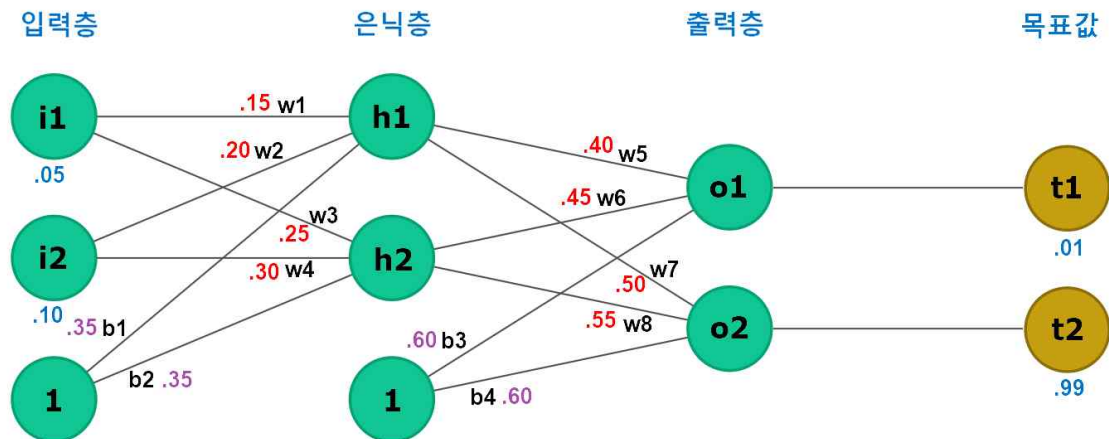 입력층 은닉층 출력층 목표값
i1 .15 w1 h1
.20 w2 .40 w5
.05 o1 t1
w3 .45 w6
.25 .01
i2 h2
.30 w4 w7
.50
.10 .35 b1 .55 w8 o2 t2
.60 b3
b2 .35 .99
1 1 b4 .60